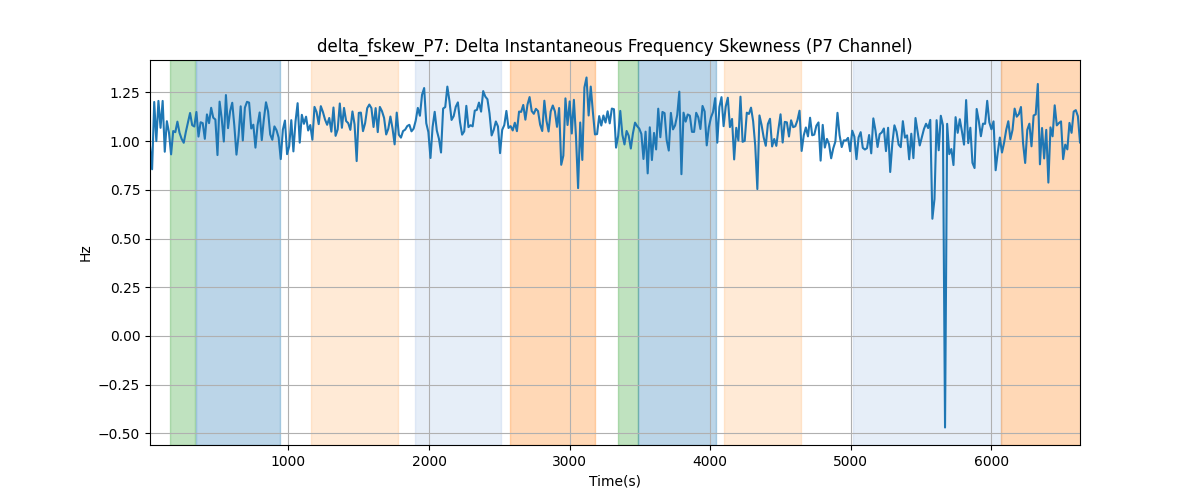 delta_fskew_P7: Delta Instantaneous Frequency Skewness (P7 Channel)
Hz
1.25
1.00
0.75
0.50
0.25
0.00
−0.25
−0.50
1000 2000 3000 4000 5000 6000
Time(s)